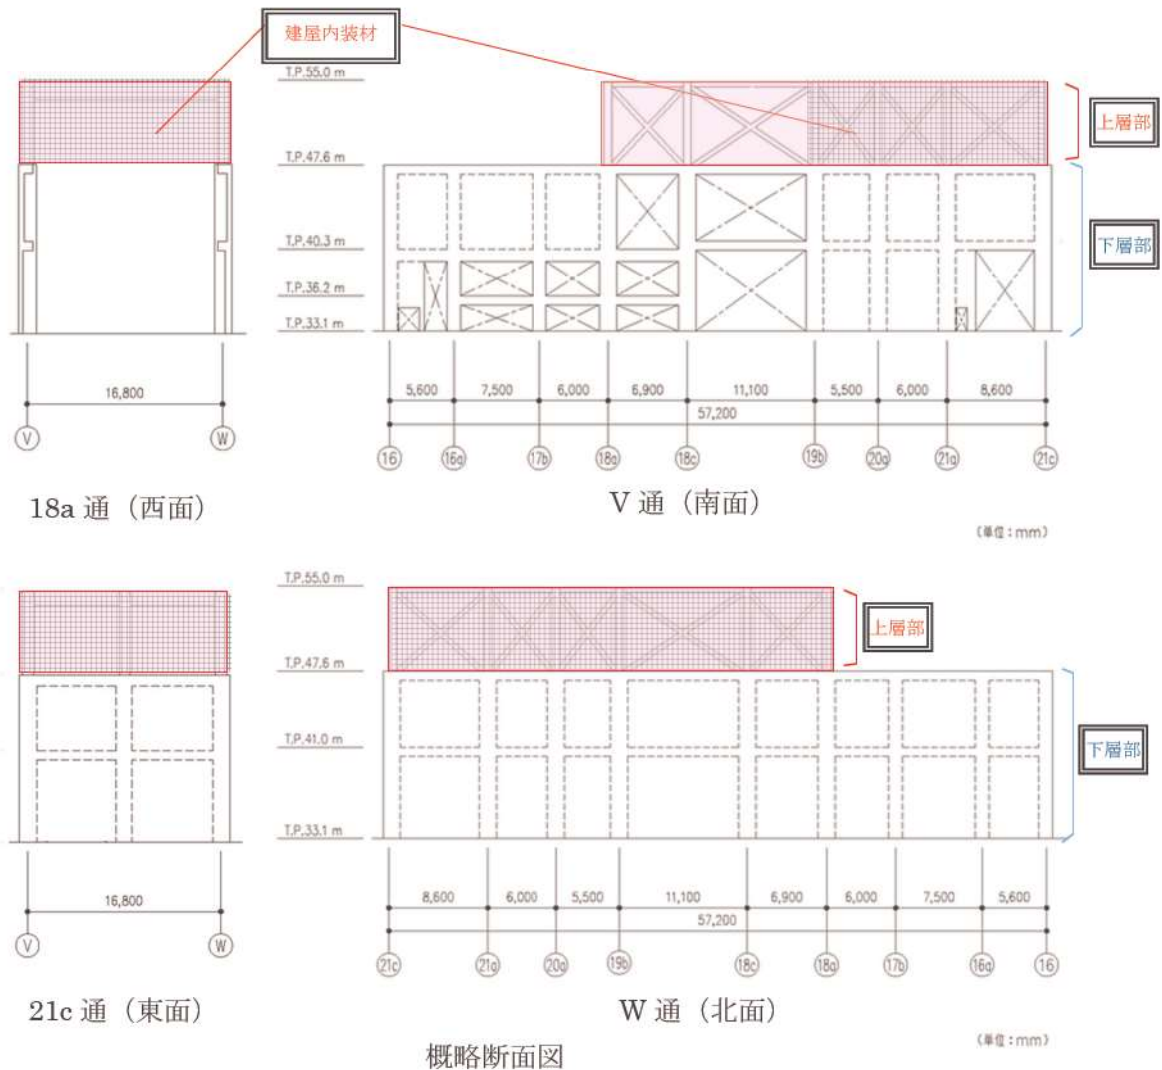 建屋内装材
T.P.55.0 m
T.P.47.6 m
T.P.40.3 m
T.P.36.2 m
T.P.33.1 m
上層部
下層部
16,800
5,600 7,500 6,000 6,900 11,100 5,500 6,000 8,600
57,200
V W
16 16a 17b 18a 18c 19b 20a 21a 21c
18a 通（西面）
V 通（南面）
（単位：mm）
T.P.55.0 m
T.P.47.6 m
T.P.41.0 m
T.P.33.1 m
上層部
下層部
16,800
8,600 6,000 5,500 11,100 6,900 6,000 7,500 5,600
57,200
V W
21c 21a 20a 19b 18c 18a 17b 16a 16
21c 通（東面）
W 通（北面）
（単位：mm）
概略断面図